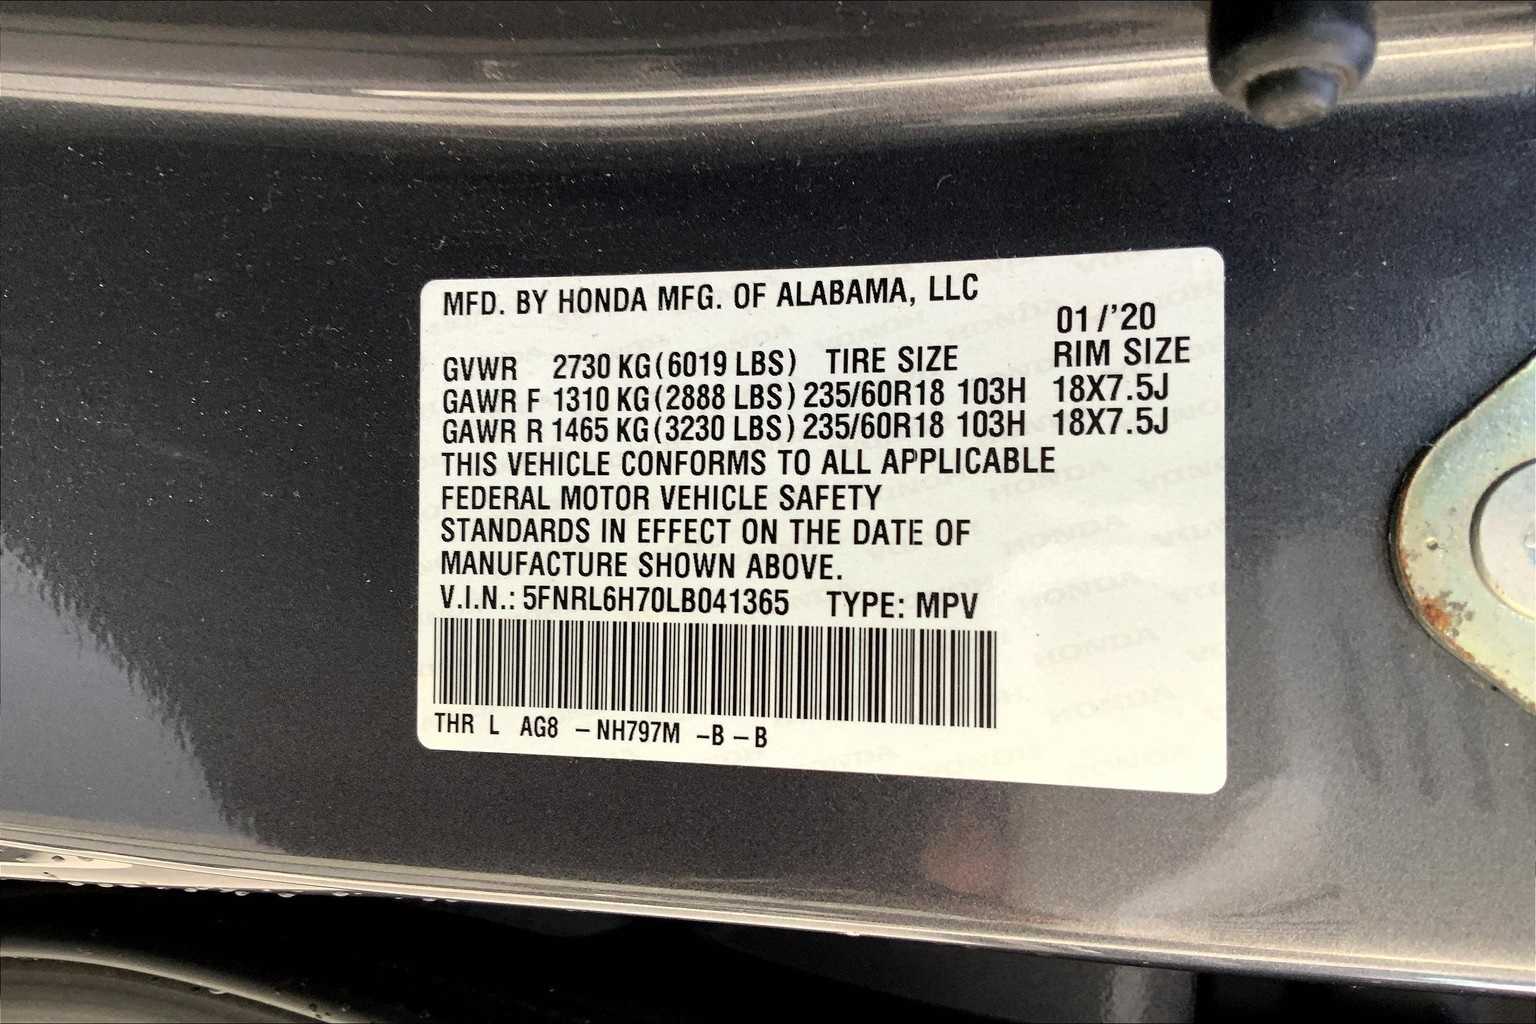 MFD. BY HONDA MFG. OF ALABAMA, LLC
01/'20
GVWR 2730 KG(6019 LBS) TIRE SIZE RIM SIZE
GAWR F 1310 KG(2888 LBS) 235/60R18 103H 18X7.5J
GAWR R 1465 KG(3230 LBS) 235/60R18 103H 18X7.5J
THIS VEHICLE CONFORMS TO ALL APPLICABLE
FEDERAL MOTOR VEHICLE SAFETY
STANDARDS IN EFFECT ON THE DATE OF
MANUFACTURE SHOWN ABOVE.
V.I.N.: 5FNRL6H70LB041365 TYPE: MPV
THR L AG8 -NH797M -B-B